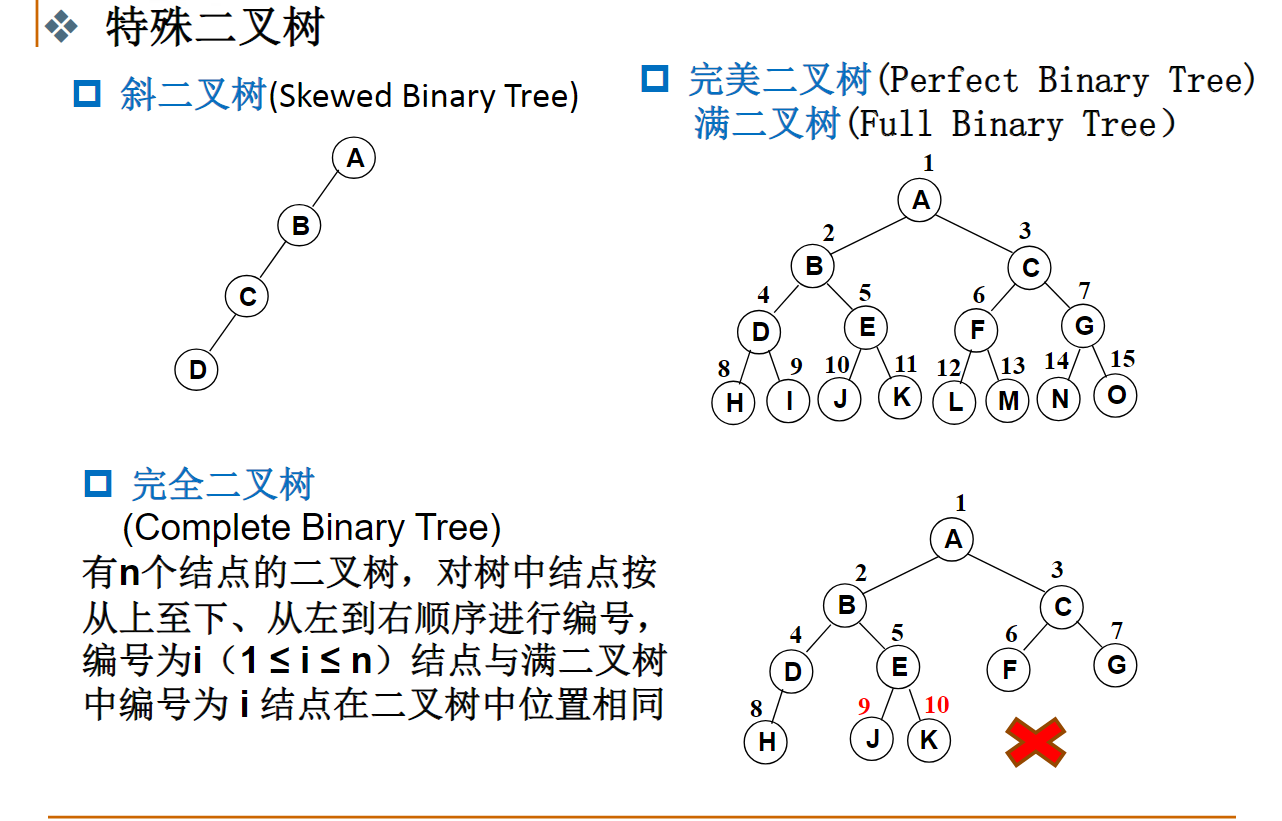 特殊二叉树
斜二叉树(Skewed Binary Tree)
A
B
C
D
完美二叉树(Perfect Binary Tree)
满二叉树(Full Binary Tree)
1
A
2 3
B C
4 5 6 7
D E F G
8 9 10 11 12 13 14 15
H I J K L M N O
完全二叉树
(Complete Binary Tree)
有n个结点的二叉树，对树中结点按
从上至下、从左到右顺序进行编号，
编号为i（1 ≤ i ≤ n）结点与满二叉树
中编号为 i 结点在二叉树中位置相同
1
A
2 3
B C
4 5 6 7
D E F G
8 9 10
H J K